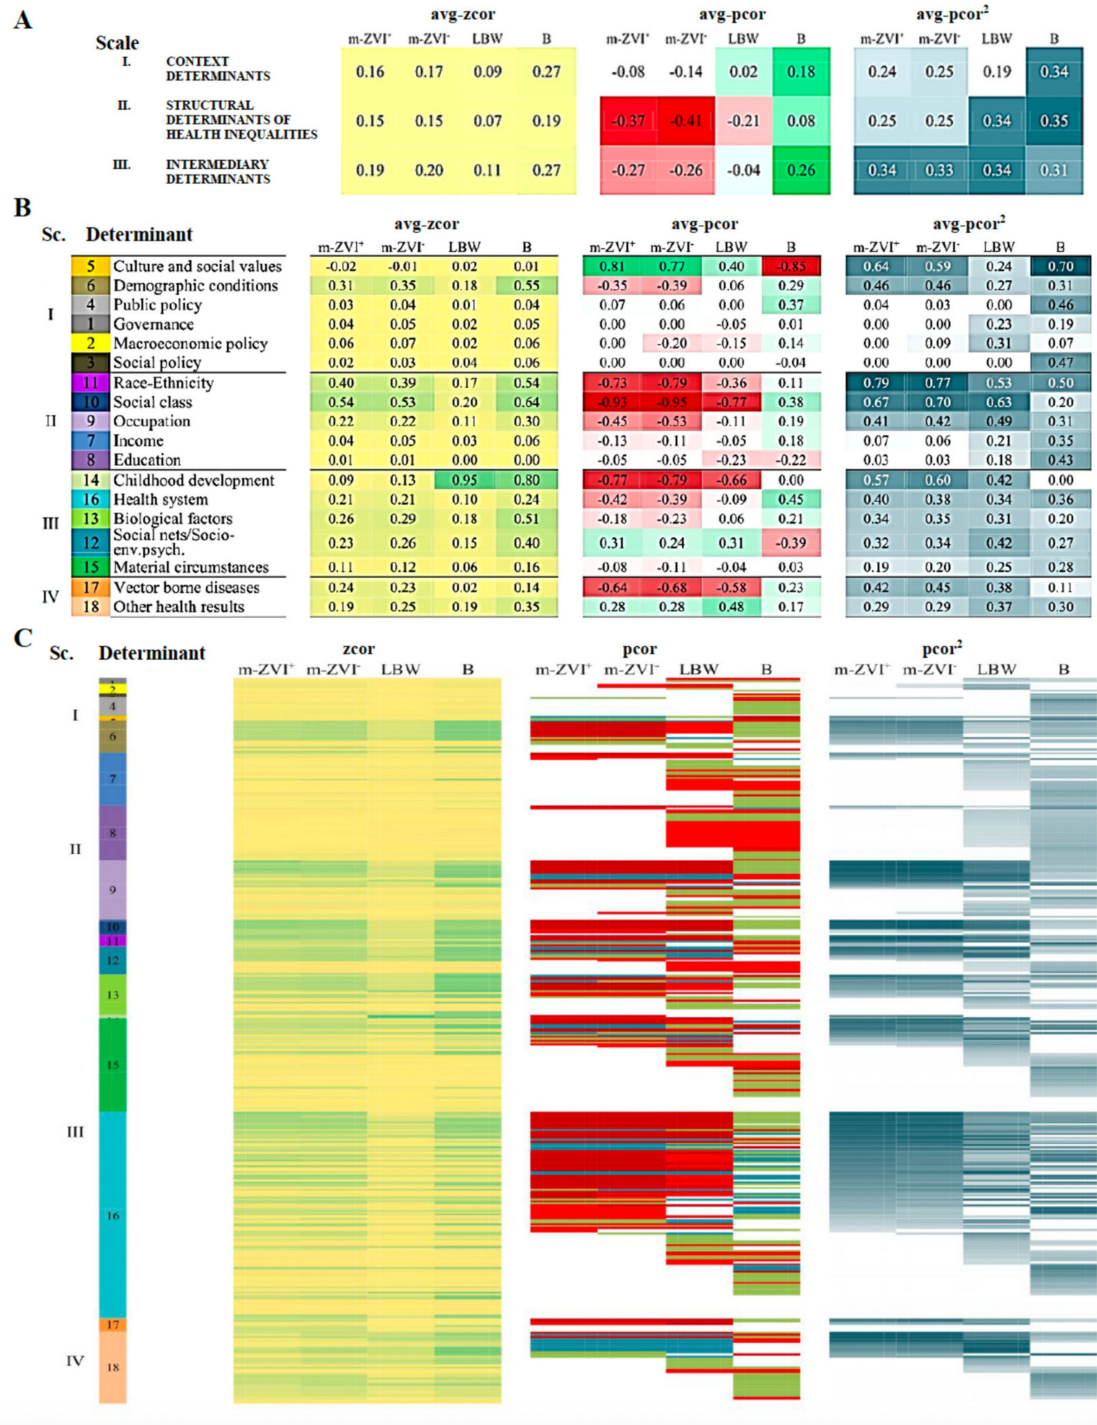 A
avg-zcor avg-pcor avg-pcor²
Scale m-ZVI⁺ m-ZVI⁻ LBW B m-ZVI⁺ m-ZVI⁻ LBW B m-ZVI⁺ m-ZVI⁻ LBW B
I. CONTEXT
DETERMINANTS 0.16 0.17 0.09 0.27 -0.08 -0.14 0.02 0.18 0.24 0.25 0.19 0.34
II. STRUCTURAL
DETERMINANTS OF
HEALTH INEQUALITIES 0.15 0.15 0.07 0.19 -0.37 -0.41 -0.21 0.08 0.25 0.25 0.34 0.35
III. INTERMEDIARY
DETERMINANTS 0.19 0.20 0.11 0.27 -0.27 -0.26 -0.04 0.26 0.34 0.33 0.34 0.31
B
avg-zcor avg-pcor avg-pcor²
Sc. Determinant m-ZVI⁺ m-ZVI⁻ LBW B m-ZVI⁺ m-ZVI⁻ LBW B m-ZVI⁺ m-ZVI⁻ LBW B
5 Culture and social values -0.02 -0.01 0.02 0.01 0.81 0.77 0.40 -0.85 0.64 0.59 0.24 0.70
6 Demographic conditions 0.31 0.35 0.18 0.55 -0.35 -0.39 0.06 0.29 0.46 0.46 0.27 0.31
I 4 Public policy 0.03 0.04 0.01 0.04 0.07 0.06 0.00 0.37 0.04 0.03 0.00 0.46
1 Governance 0.04 0.05 0.02 0.05 0.00 0.00 -0.05 0.01 0.00 0.00 0.23 0.19
2 Macroeconomic policy 0.06 0.07 0.02 0.06 0.00 -0.20 -0.15 0.14 0.00 0.09 0.31 0.07
3 Social policy 0.02 0.03 0.04 0.06 0.00 0.00 0.00 -0.04 0.00 0.00 0.00 0.47
11 Race-Ethnicity 0.40 0.39 0.17 0.54 -0.73 -0.79 -0.36 0.11 0.79 0.77 0.53 0.50
10 Social class 0.54 0.53 0.20 0.64 -0.93 -0.95 -0.77 0.38 0.67 0.70 0.63 0.20
II 9 Occupation 0.22 0.22 0.11 0.30 -0.45 -0.53 -0.11 0.19 0.41 0.42 0.49 0.31
7 Income 0.04 0.05 0.03 0.06 -0.13 -0.11 -0.05 0.18 0.07 0.06 0.21 0.35
8 Education 0.01 0.01 0.00 0.00 -0.05 -0.05 -0.23 -0.22 0.03 0.03 0.18 0.43
14 Childhood development 0.09 0.13 0.95 0.80 -0.77 -0.79 -0.66 0.00 0.57 0.60 0.42 0.00
16 Health system 0.21 0.21 0.10 0.24 -0.42 -0.39 -0.09 0.45 0.40 0.38 0.34 0.36
III 13 Biological factors 0.26 0.29 0.18 0.51 -0.18 -0.23 0.06 0.21 0.34 0.35 0.31 0.20
12 Social nets/Socio-
env.psych. 0.23 0.26 0.15 0.40 0.31 0.24 0.31 -0.39 0.32 0.34 0.42 0.27
15 Material circumstances 0.11 0.12 0.06 0.16 -0.08 -0.11 -0.04 0.03 0.19 0.20 0.25 0.28
IV 17 Vector borne diseases 0.24 0.23 0.02 0.14 -0.64 -0.68 -0.58 0.23 0.42 0.45 0.38 0.11
18 Other health results 0.19 0.25 0.19 0.35 0.28 0.28 0.48 0.17 0.29 0.29 0.37 0.30
C
Sc. Determinant zcor pcor pcor²
m-ZVI⁺ m-ZVI⁻ LBW B m-ZVI⁺ m-ZVI⁻ LBW B m-ZVI⁺ m-ZVI⁻ LBW B
2
4
I
6
7
8
II
9
10
11
12
13
15
III
16
17
IV
18